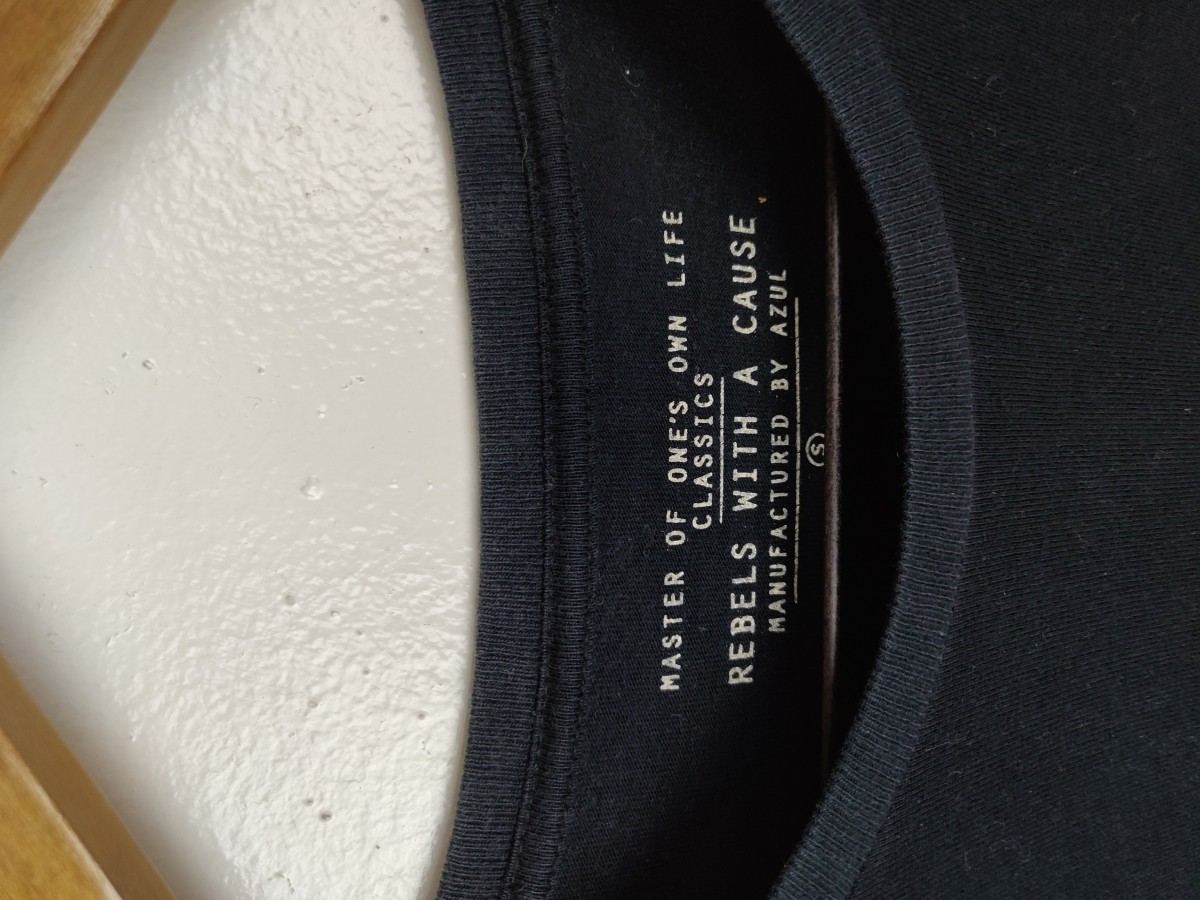 MASTER OF ONE'S OWN LIFE
CLASSICS
REBELS WITH A CAUSE
MANUFACTURED BY AZUL
S